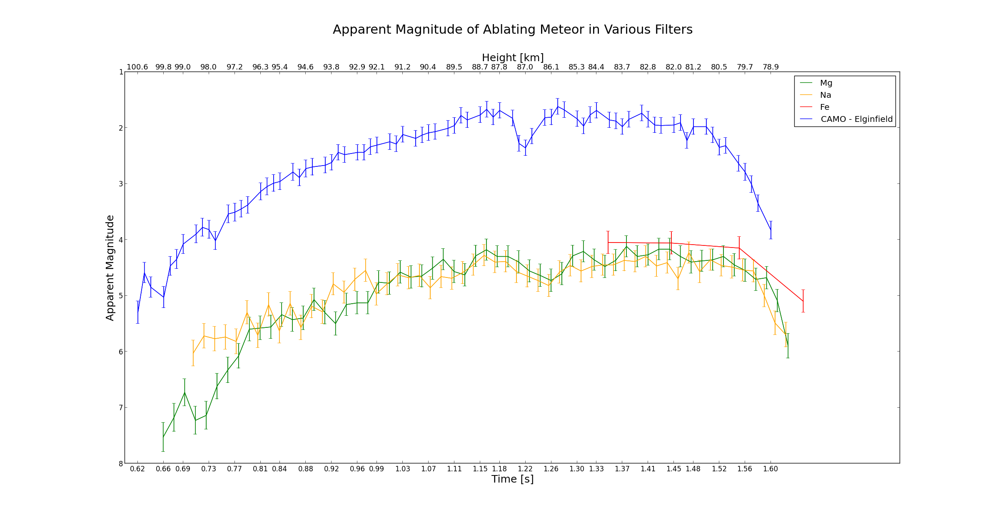 Apparent Magnitude of Ablating Meteor in Various Filters
Height [km]
100.6 99.8 99.0 98.0 97.2 96.3 95.4 94.6 93.8 92.9 92.1 91.2 90.4 89.5 88.7 87.8 87.0 86.1 85.3 84.4 83.7 82.8 82.0 81.2 80.5 79.7 78.9
1
2
3
4
5
6
7
8
Apparent Magnitude
Mg
Na
Fe
CAMO - Elginfield
0.62 0.66 0.69 0.73 0.77 0.81 0.84 0.88 0.92 0.96 0.99 1.03 1.07 1.11 1.15 1.18 1.22 1.26 1.30 1.33 1.37 1.41 1.45 1.48 1.52 1.56 1.60
Time [s]